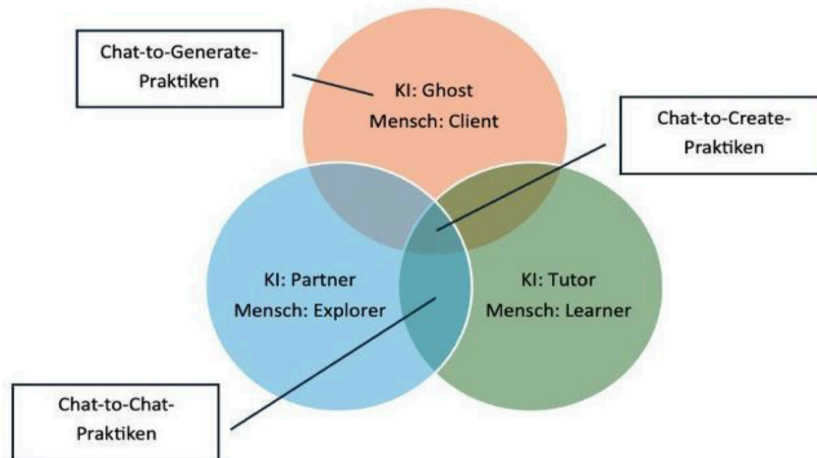 Chat-to-Generate-
Praktiken
KI: Ghost
Mensch: Client
Chat-to-Create-
Praktiken
KI: Partner
Mensch: Explorer
KI: Tutor
Mensch: Learner
Chat-to-Chat-
Praktiken